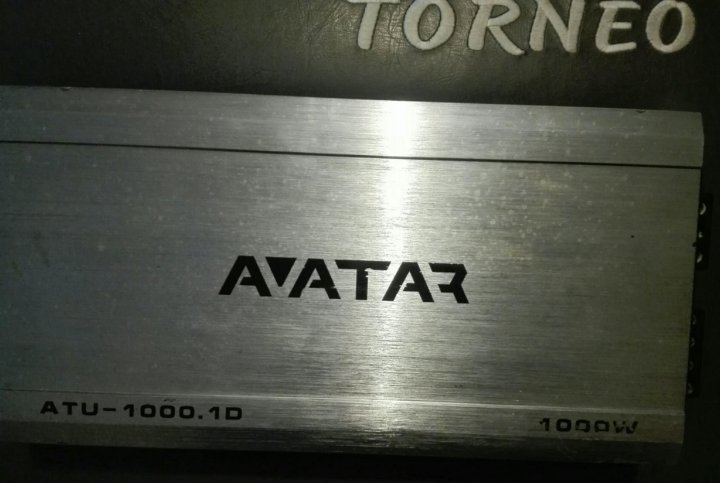 TORNEO
AVATAR
ATU-1000.1D
1000W